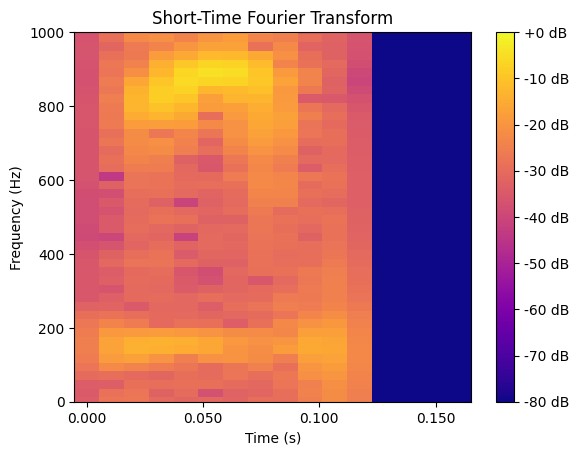 Short-Time Fourier Transform
1000
800
600
400
200
0
Frequency (Hz)
0.000
0.050
0.100
0.150
Time (s)
+0 dB
-10 dB
-20 dB
-30 dB
-40 dB
-50 dB
-60 dB
-70 dB
-80 dB